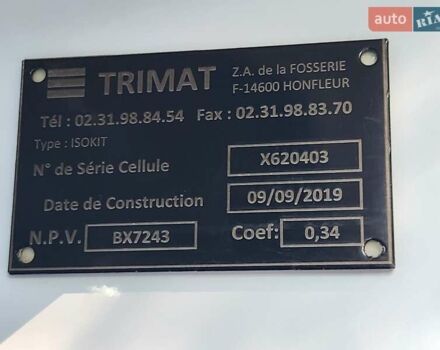 auto RIA
TRIMAT
Z.A. de la FOSSERIE
F-14600 HONFLEUR
Tél : 02.31.98.84.54 Fax : 02.31.98.83.70
Type : ISOKIT
N° de Série Cellule X620403
Date de Construction 09/09/2019
N.P.V. BX7243 Coef: 0,34